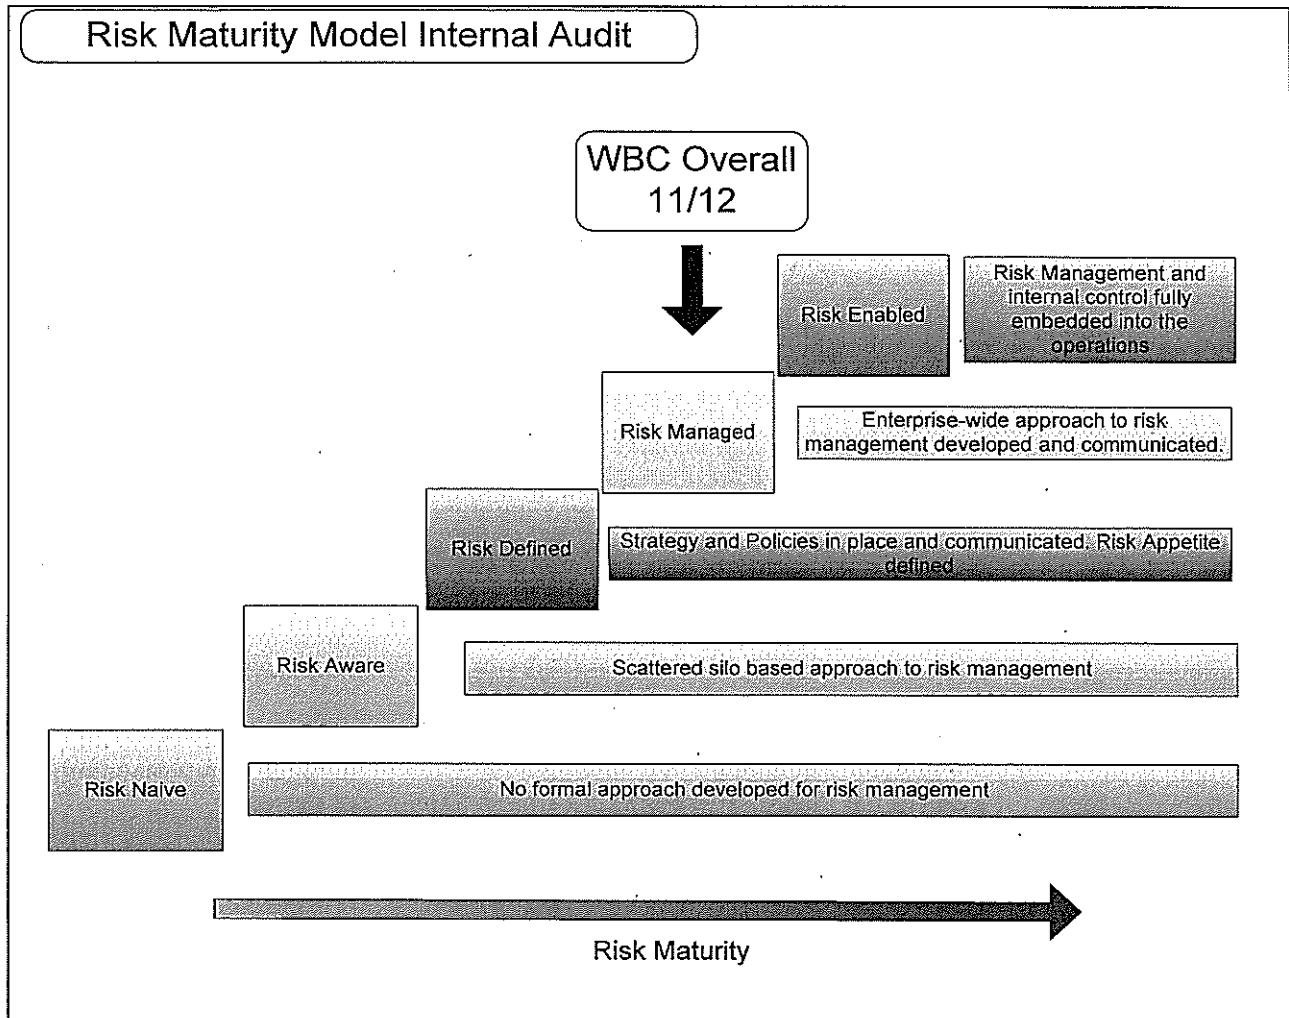 Risk Maturity Model Internal Audit
WBC Overall
11/12
Risk Enabled
Risk Management and
internal control fully
embedded into the
operations
Risk Managed
Enterprise-wide approach to risk
management developed and communicated.
Risk Defined
Strategy and Policies in place and communicated. Risk Appetite
defined
Risk Aware
Scattered silo based approach to risk management
Risk Naive
No formal approach developed for risk management
Risk Maturity